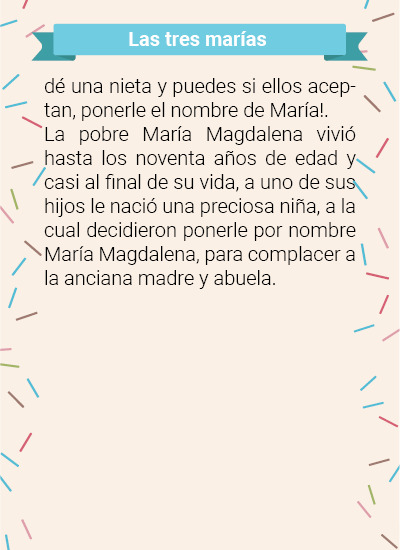 Las tres marías
dé una nieta y puedes si ellos acep-
tan, ponerle el nombre de María!.
La pobre María Magdalena vivió
hasta los noventa años de edad y
casi al final de su vida, a uno de sus
hijos le nació una preciosa niña, a la
cual decidieron ponerle por nombre
María Magdalena, para complacer a
la anciana madre y abuela.